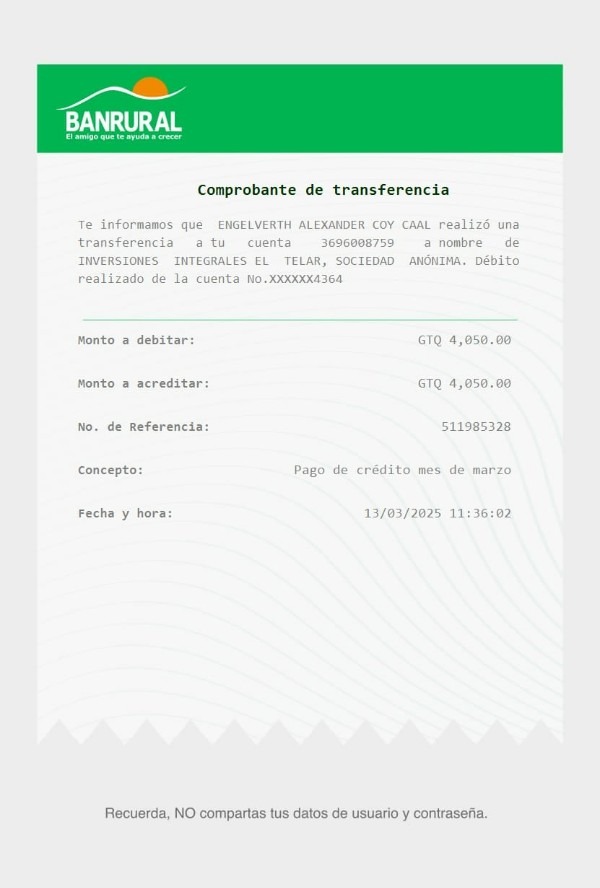 BANRURAL
El amigo que te ayuda a crecer
Comprobante de transferencia
Te informamos que ENGELVERTH ALEXANDER COY CAAL realizó una
transferencia a tu cuenta 3696008759 a nombre de
INVERSIONES INTEGRALES EL TELAR, SOCIEDAD ANÓNIMA. Débito
realizado de la cuenta No.XXXXXX4364
Monto a debitar: GTQ 4,050.00
Monto a acreditar: GTQ 4,050.00
No. de Referencia: 511985328
Concepto: Pago de crédito mes de marzo
Fecha y hora: 13/03/2025 11:36:02
Recuerda, NO compartas tus datos de usuario y contraseña.